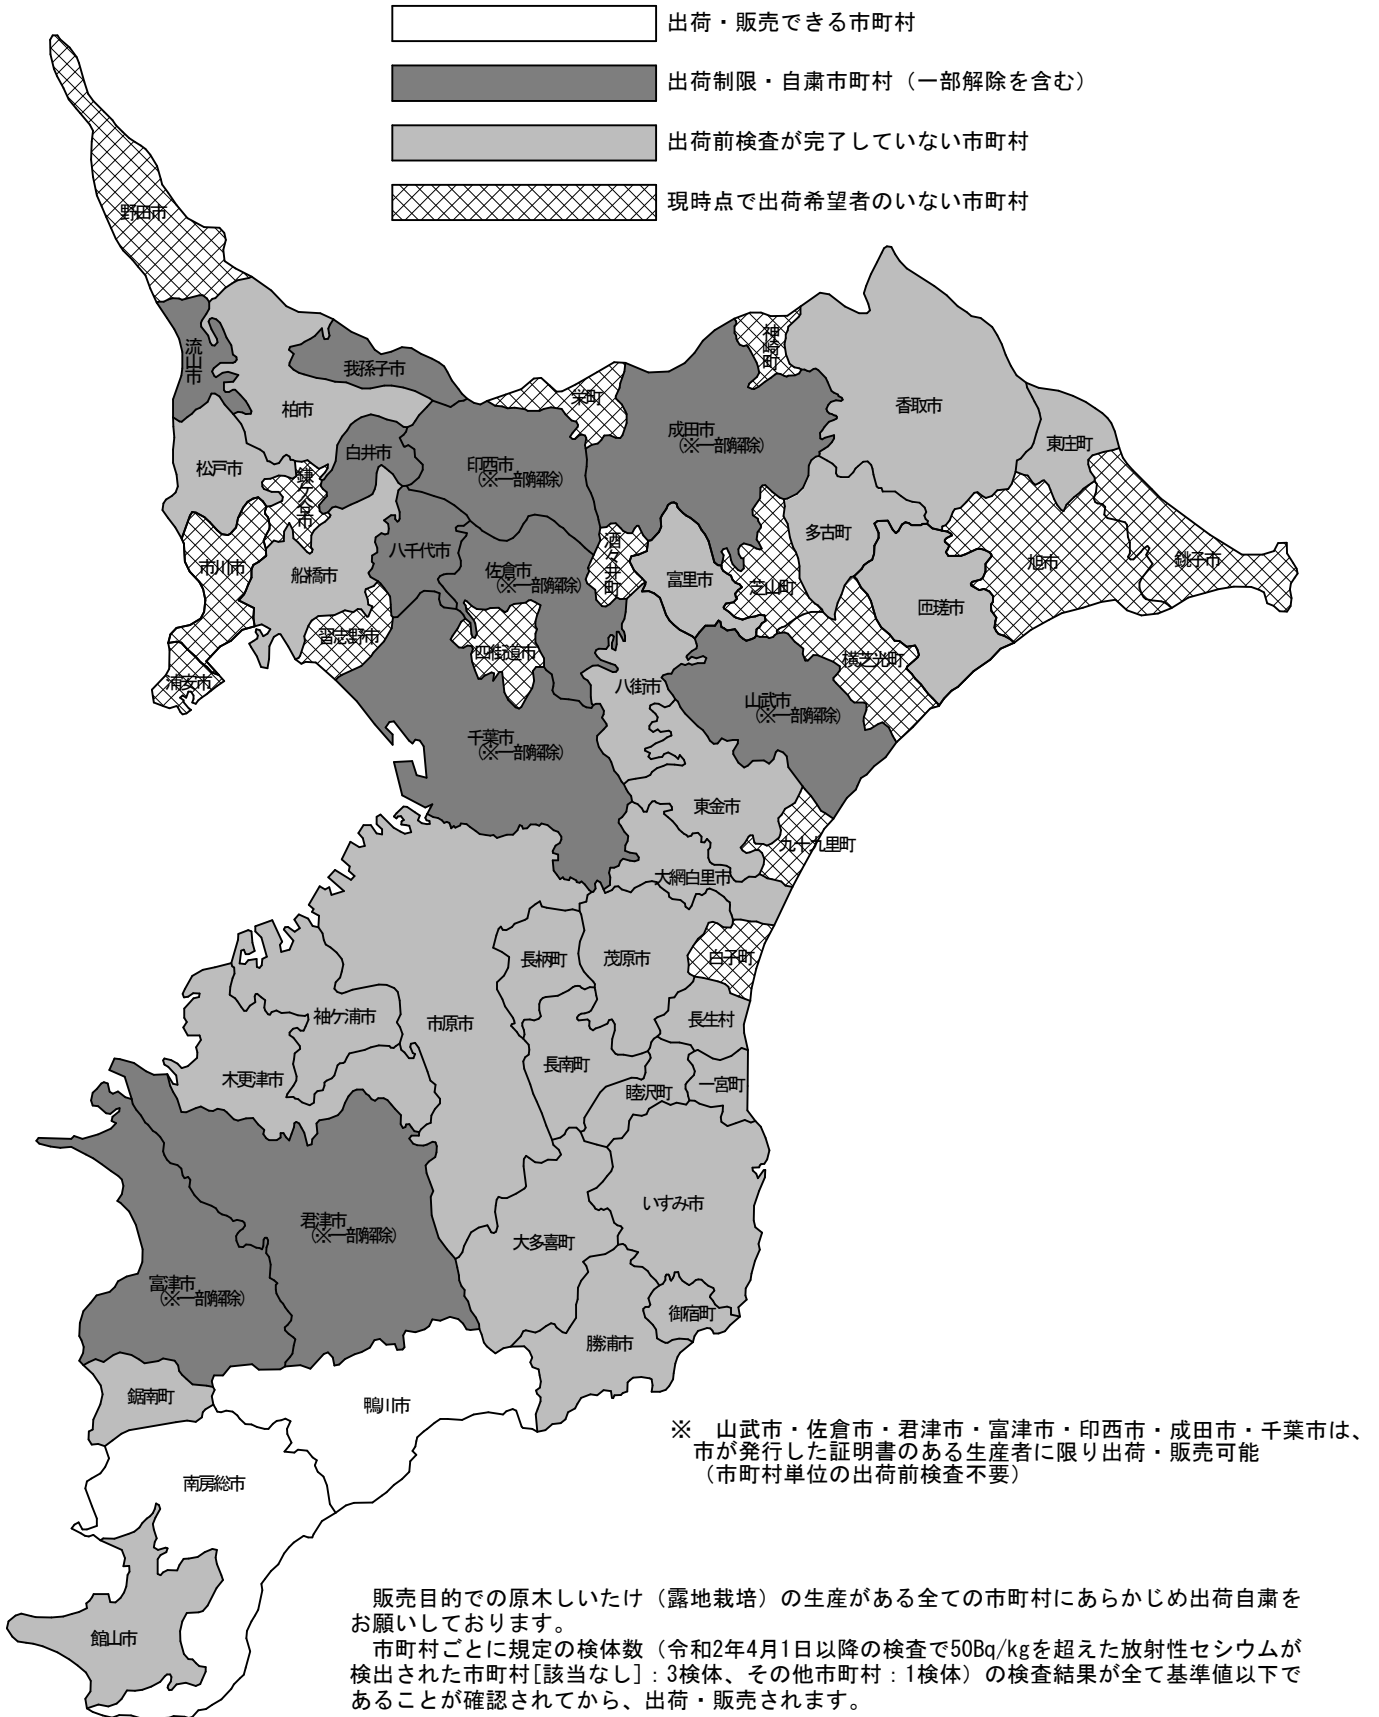 出荷・販売できる市町村
出荷制限・自粛市町村（一部解除を含む）
出荷前検査が完了していない市町村
現時点で出荷希望者のいない市町村
野田市
流山市
我孫子市
柏市
松戸市
鎌ケ谷市
白井市
印西市
（※一部解除）
栄町
成田市
（※一部解除）
神崎町
香取市
東庄町
銚子市
旭市
匝瑳市
多古町
芝山町
横芝光町
富里市
酒々井町
佐倉市
（※一部解除）
八千代市
船橋市
市川市
浦安市
習志野市
四街道市
八街市
山武市
（※一部解除）
千葉市
（※一部解除）
東金市
九十九里町
大網白里市
白子町
茂原市
長柄町
長生村
長南町
睦沢町
一宮町
市原市
袖ケ浦市
木更津市
いすみ市
大多喜町
御宿町
勝浦市
君津市
（※一部解除）
富津市
（※一部解除）
鋸南町
鴨川市
南房総市
館山市
※　山武市・佐倉市・君津市・富津市・印西市・成田市・千葉市は、
市が発行した証明書のある生産者に限り出荷・販売可能
（市町村単位の出荷前検査不要）
販売目的での原木しいたけ（露地栽培）の生産がある全ての市町村にあらかじめ出荷自粛を
お願いしております。
市町村ごとに規定の検体数（令和2年4月1日以降の検査で50Bq/kgを超えた放射性セシウムが
検出された市町村[該当なし]：3検体、その他市町村：1検体）の検査結果が全て基準値以下で
あることが確認されてから、出荷・販売されます。